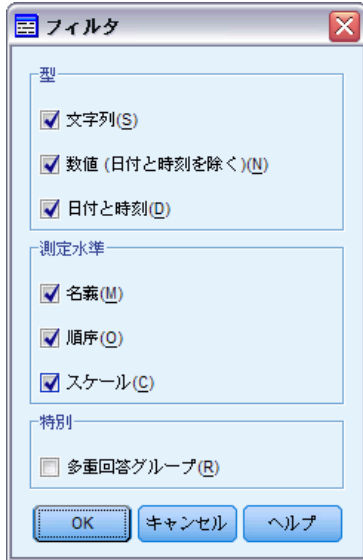 フィルタ
型
文字列(S)
数値 (日付と時刻を除く)(N)
日付と時刻(D)
測定水準
名義(M)
順序(O)
スケール(C)
特別
多重回答グループ(R)
OK キャンセル ヘルプ